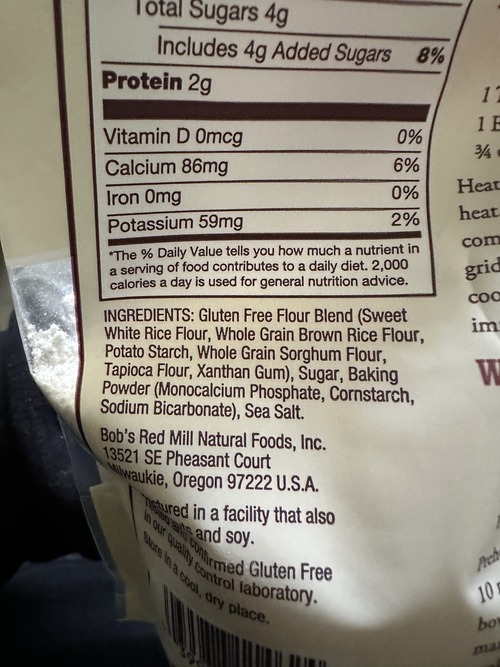 Total Sugars 4g
Includes 4g Added Sugars 8%
Protein 2g
Vitamin D 0mcg 0%
Calcium 86mg 6%
Iron 0mg 0%
Potassium 59mg 2%
*The % Daily Value tells you how much a nutrient in
a serving of food contributes to a daily diet. 2,000
calories a day is used for general nutrition advice.
INGREDIENTS: Gluten Free Flour Blend (Sweet
White Rice Flour, Whole Grain Brown Rice Flour,
Potato Starch, Whole Grain Sorghum Flour,
Tapioca Flour, Xanthan Gum), Sugar, Baking
Powder (Monocalcium Phosphate, Cornstarch,
Sodium Bicarbonate), Sea Salt.
Bob's Red Mill Natural Foods, Inc.
13521 SE Pheasant Court
Milwaukie, Oregon 97222 U.S.A.
in a facility that also
and soy.
confirmed Gluten Free
in our quality control laboratory.
Store in a cool, dry place.
1
¾
Heat
heat
com
grid
coo
im
W
10